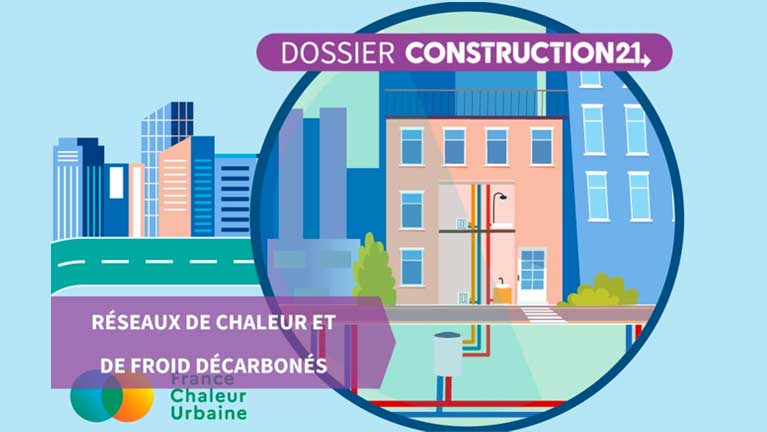 DOSSIER CONSTRUCTION21
RÉSEAUX DE CHALEUR ET
DE FROID DÉCARBONÉS
France
Chaleur
Urbaine